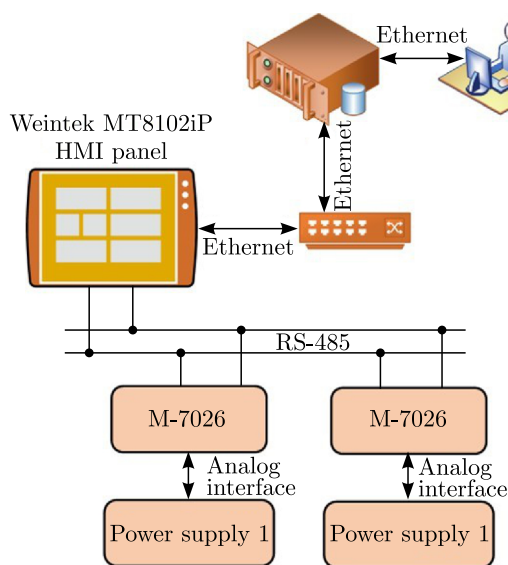 Ethernet
Weintek MT8102iP
HMI panel
Ethernet
Ethernet
RS-485
M-7026
M-7026
Analog
interface
Analog
interface
Power supply 1
Power supply 1